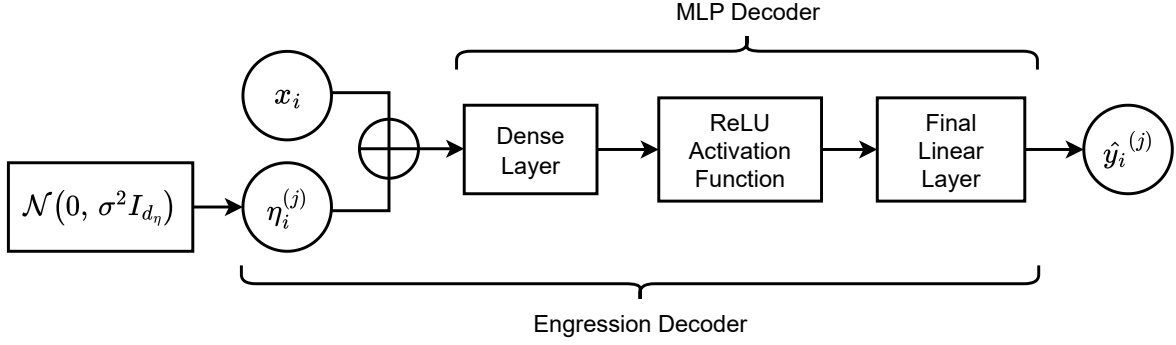 MLP Decoder
x_i
N(0, σ²I_{d_η})
η_i^{(j)}
Dense
Layer
ReLU
Activation
Function
Final
Linear
Layer
ŷ_i^{(j)}
Engression Decoder